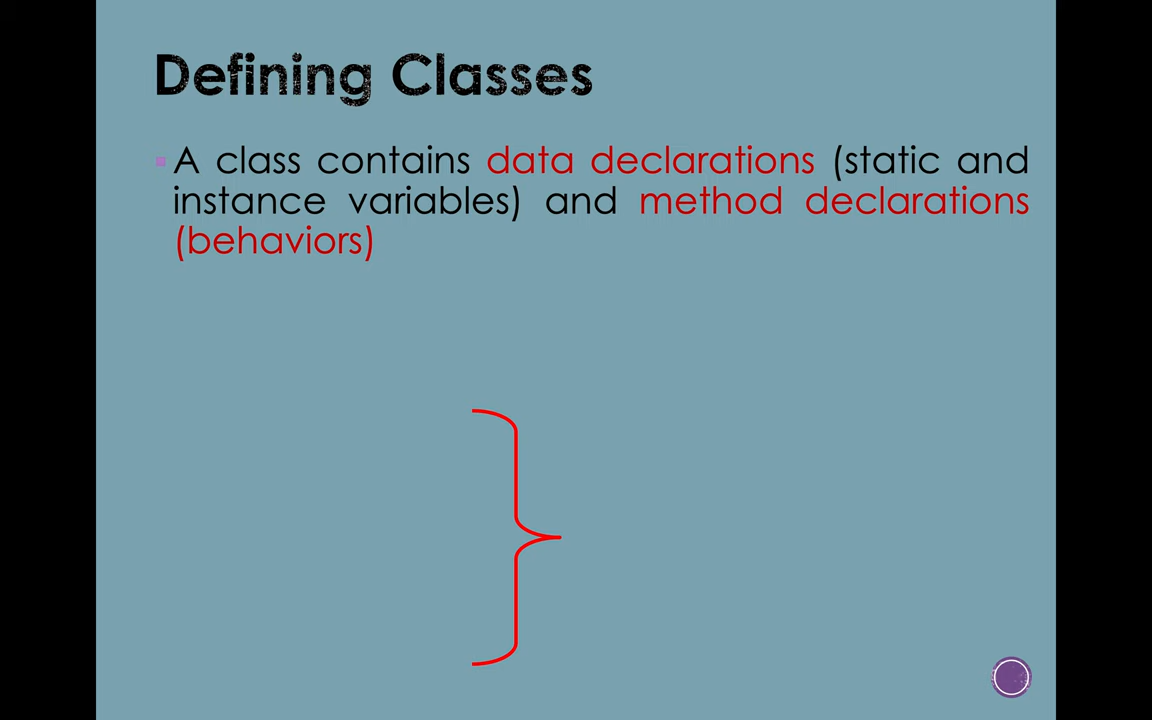 Defining Classes
A class contains data declarations (static and
instance variables) and method declarations
(behaviors)